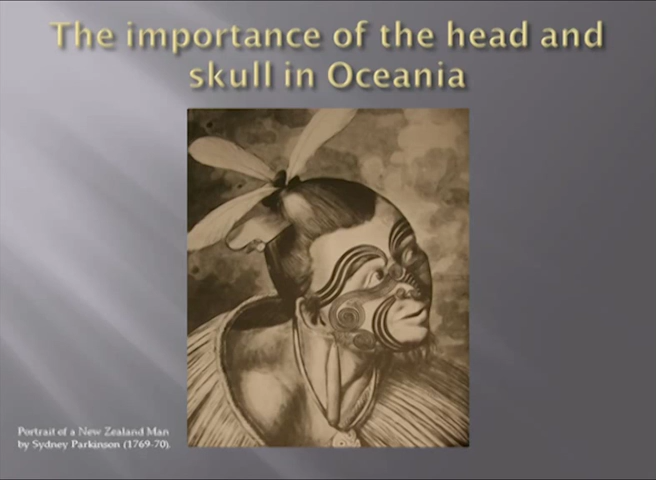 The importance of the head and
skull in Oceania
Portrait of a New Zealand Man
by Sydney Parkinson (1769-70).